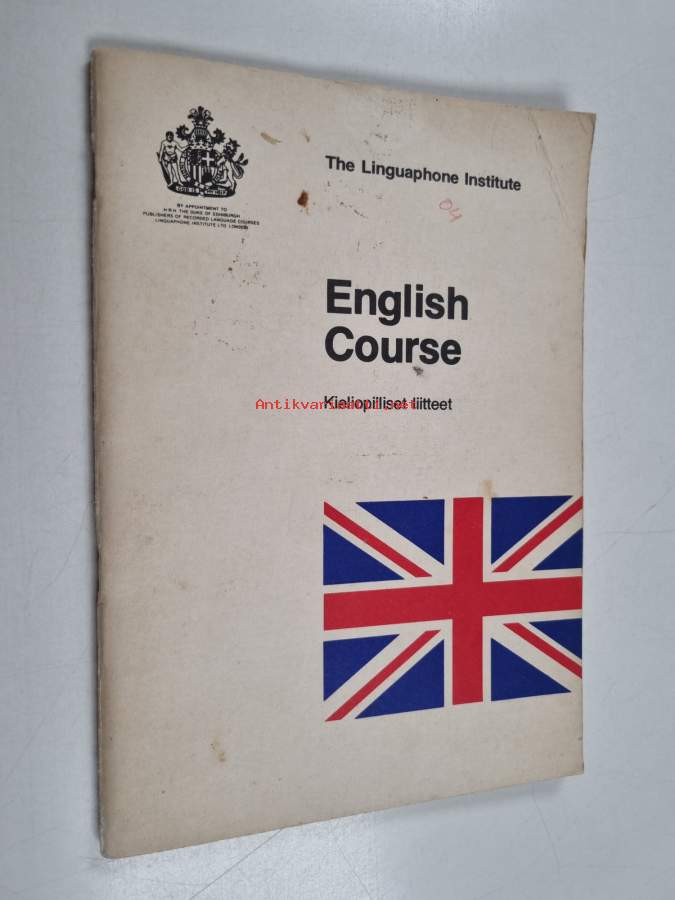 The Linguaphone Institute
BY APPOINTMENT TO
H.R.H. THE DUKE OF EDINBURGH
PUBLISHERS OF RECORDED LANGUAGE COURSES
LINGUAPHONE INSTITUTE LTD. LONDON
04
English
Course
Kieliopilliset liitteet
Antikvariaatti.net